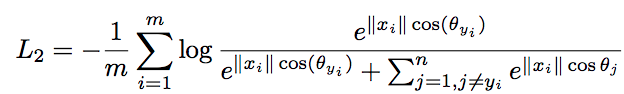 L_2 = -\frac{1}{m} \sum_{i=1}^{m} \log \frac{e^{\|x_i\| \cos(\theta_{y_i})}}{e^{\|x_i\| \cos(\theta_{y_i})} + \sum_{j=1, j \neq y_i}^{n} e^{\|x_i\| \cos \theta_j}}